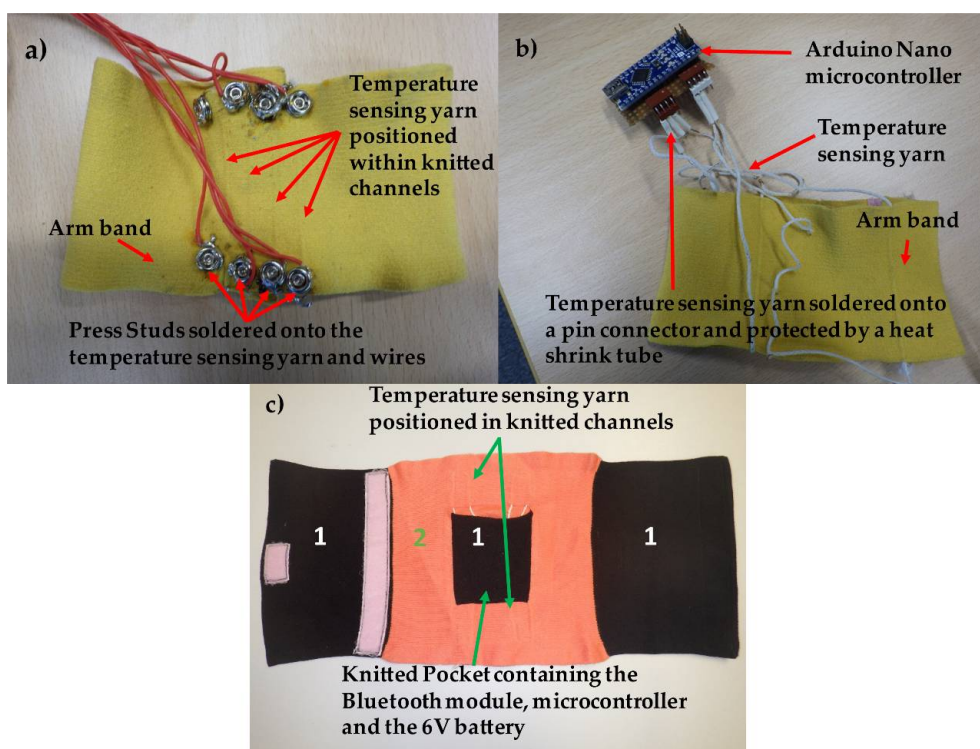 a)
Temperature
sensing yarn
positioned
within knitted
channels
Arm band
Press Studs soldered onto the
temperature sensing yarn and wires
b)
Arduino Nano
microcontroller
Temperature
sensing yarn
Arm band
Temperature sensing yarn soldered onto
a pin connector and protected by a heat
shrink tube
c)
Temperature sensing yarn
positioned in knitted channels
1
2
1
1
Knitted Pocket containing the
Bluetooth module, microcontroller
and the 6V battery